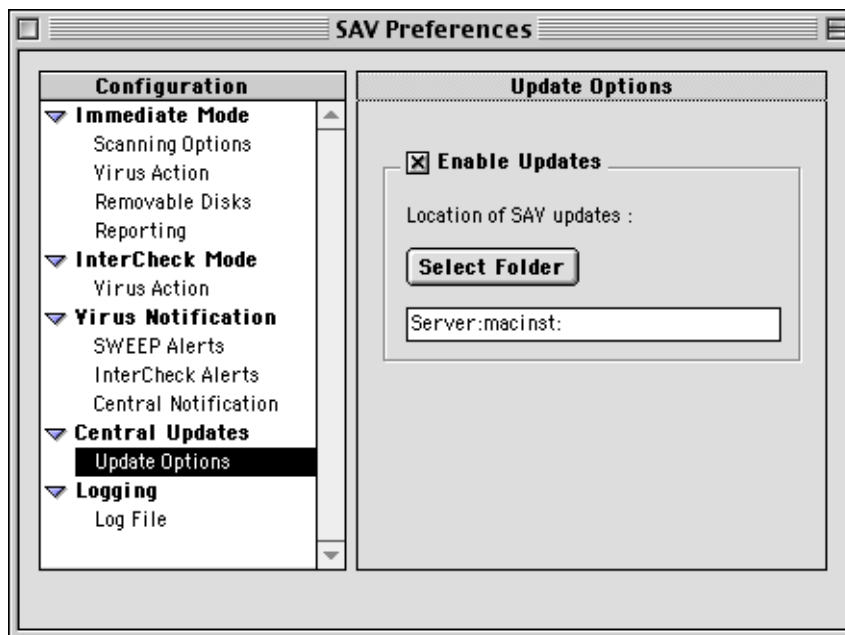 SAV Preferences
Configuration
Immediate Mode
Scanning Options
Virus Action
Removable Disks
Reporting
InterCheck Mode
Virus Action
Virus Notification
SWEEP Alerts
InterCheck Alerts
Central Notification
Central Updates
Update Options
Logging
Log File
Update Options
Enable Updates
Location of SAV updates :
Select Folder
Server:macinst: